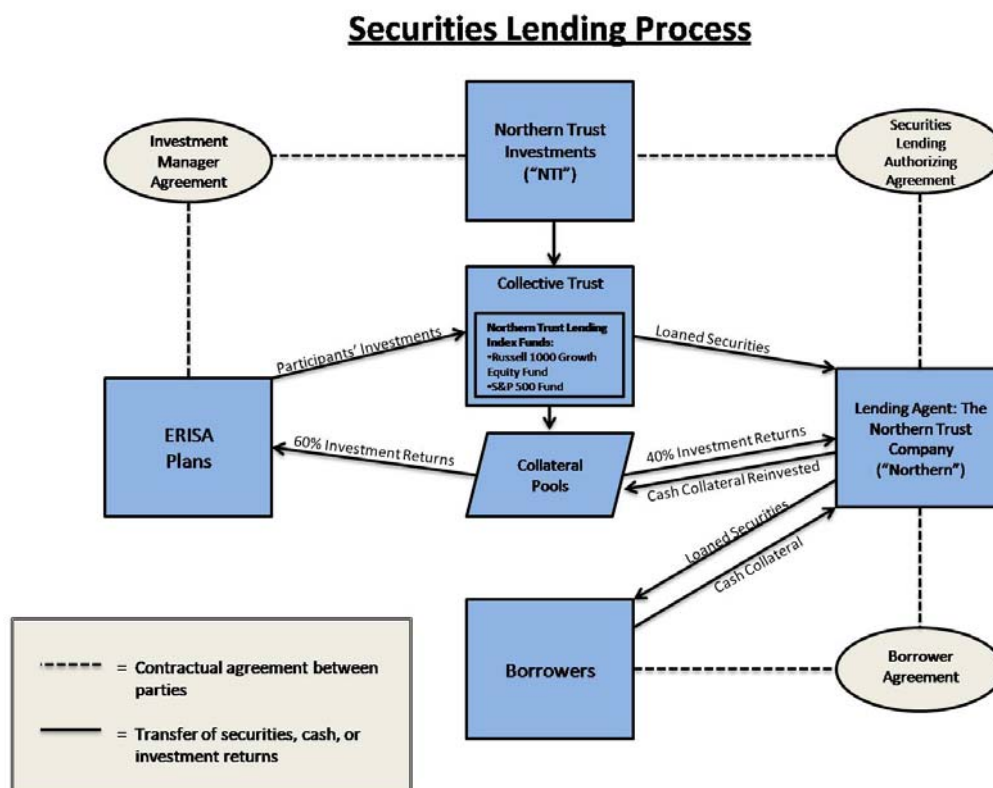 Securities Lending Process
Investment
Manager
Agreement
Northern Trust
Investments
("NTI")
Securities
Lending
Authorizing
Agreement
Collective Trust
Northern Trust Lending
Index Funds:
•Russell 1000 Growth
Equity Fund
•S&P 500 Fund
Participants' Investments
Loaned Securities
ERISA
Plans
60% Investment Returns
Collateral
Pools
40% Investment Returns
Cash Collateral Reinvested
Lending Agent: The
Northern Trust
Company
("Northern")
Loaned Securities
Cash Collateral
Borrowers
Borrower
Agreement
= Contractual agreement between
parties
= Transfer of securities, cash, or
investment returns